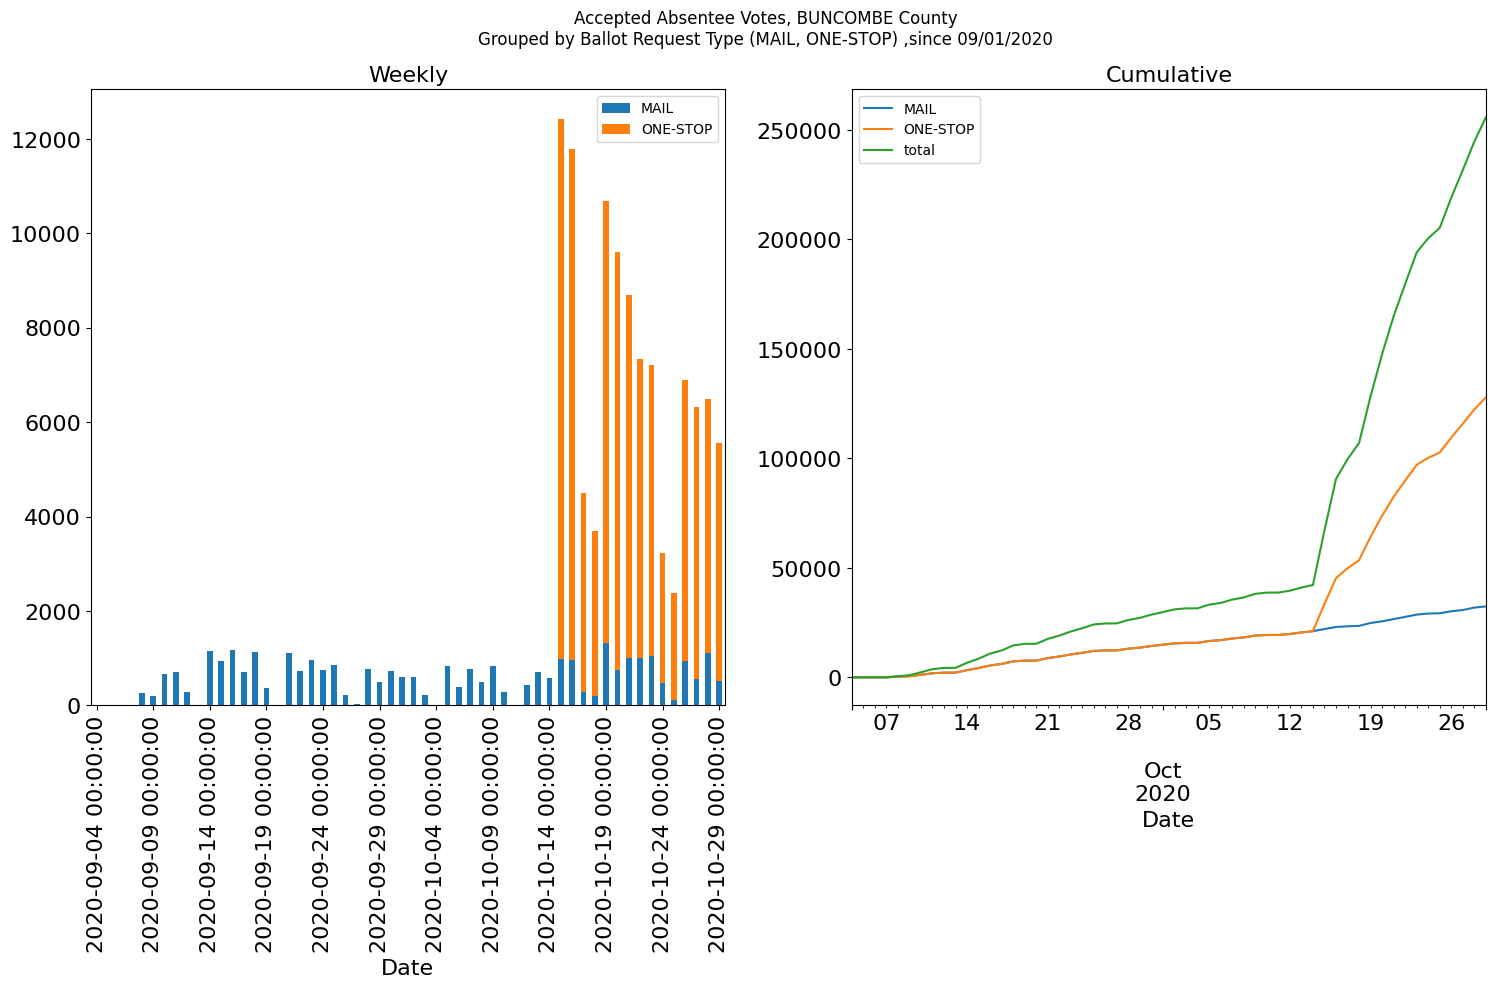 Accepted Absentee Votes, BUNCOMBE County
Grouped by Ballot Request Type (MAIL, ONE-STOP) ,since 09/01/2020
Weekly
MAIL
ONE-STOP
12000
10000
8000
6000
4000
2000
0
2020-09-04 00:00:00
2020-09-09 00:00:00
2020-09-14 00:00:00
2020-09-19 00:00:00
2020-09-24 00:00:00
2020-09-29 00:00:00
2020-10-04 00:00:00
2020-10-09 00:00:00
2020-10-14 00:00:00
2020-10-19 00:00:00
2020-10-24 00:00:00
2020-10-29 00:00:00
Date
Cumulative
MAIL
ONE-STOP
total
250000
200000
150000
100000
50000
0
07 14 21 28 05 12 19 26
Oct
2020
Date